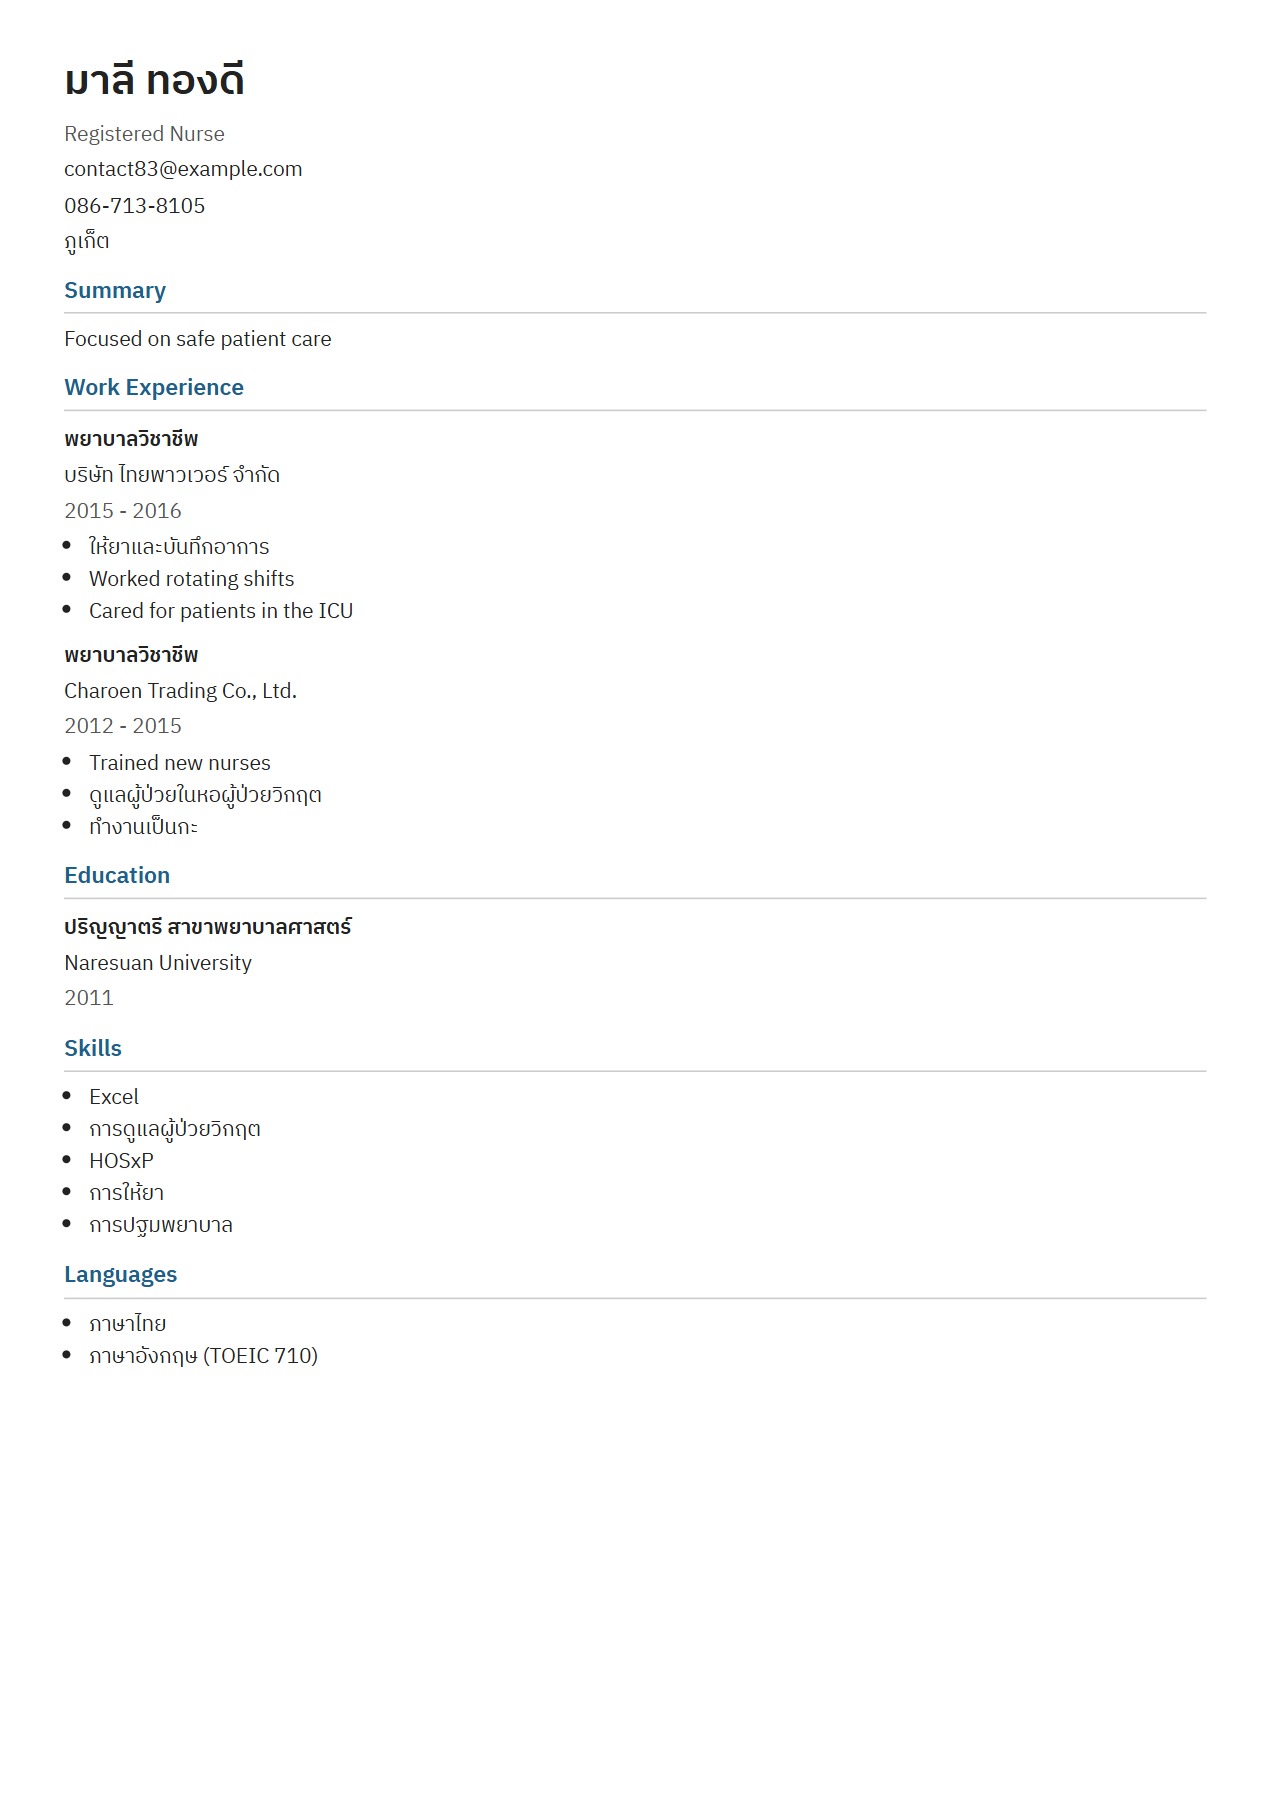 มาลี ทองดี
Registered Nurse
contact83@example.com
086-713-8105
ภูเก็ต
Summary
Focused on safe patient care
Work Experience
พยาบาลวิชาชีพ
บริษัท ไทยพาวเวอร์ จำกัด
2015 - 2016
• ให้ยาและบันทึกอาการ
• Worked rotating shifts
• Cared for patients in the ICU
พยาบาลวิชาชีพ
Charoen Trading Co., Ltd.
2012 - 2015
• Trained new nurses
• ดูแลผู้ป่วยในหอผู้ป่วยวิกฤต
• ทำงานเป็นกะ
Education
ปริญญาตรี สาขาพยาบาลศาสตร์
Naresuan University
2011
Skills
• Excel
• การดูแลผู้ป่วยวิกฤต
• HOSxP
• การให้ยา
• การปฐมพยาบาล
Languages
• ภาษาไทย
• ภาษาอังกฤษ (TOEIC 710)